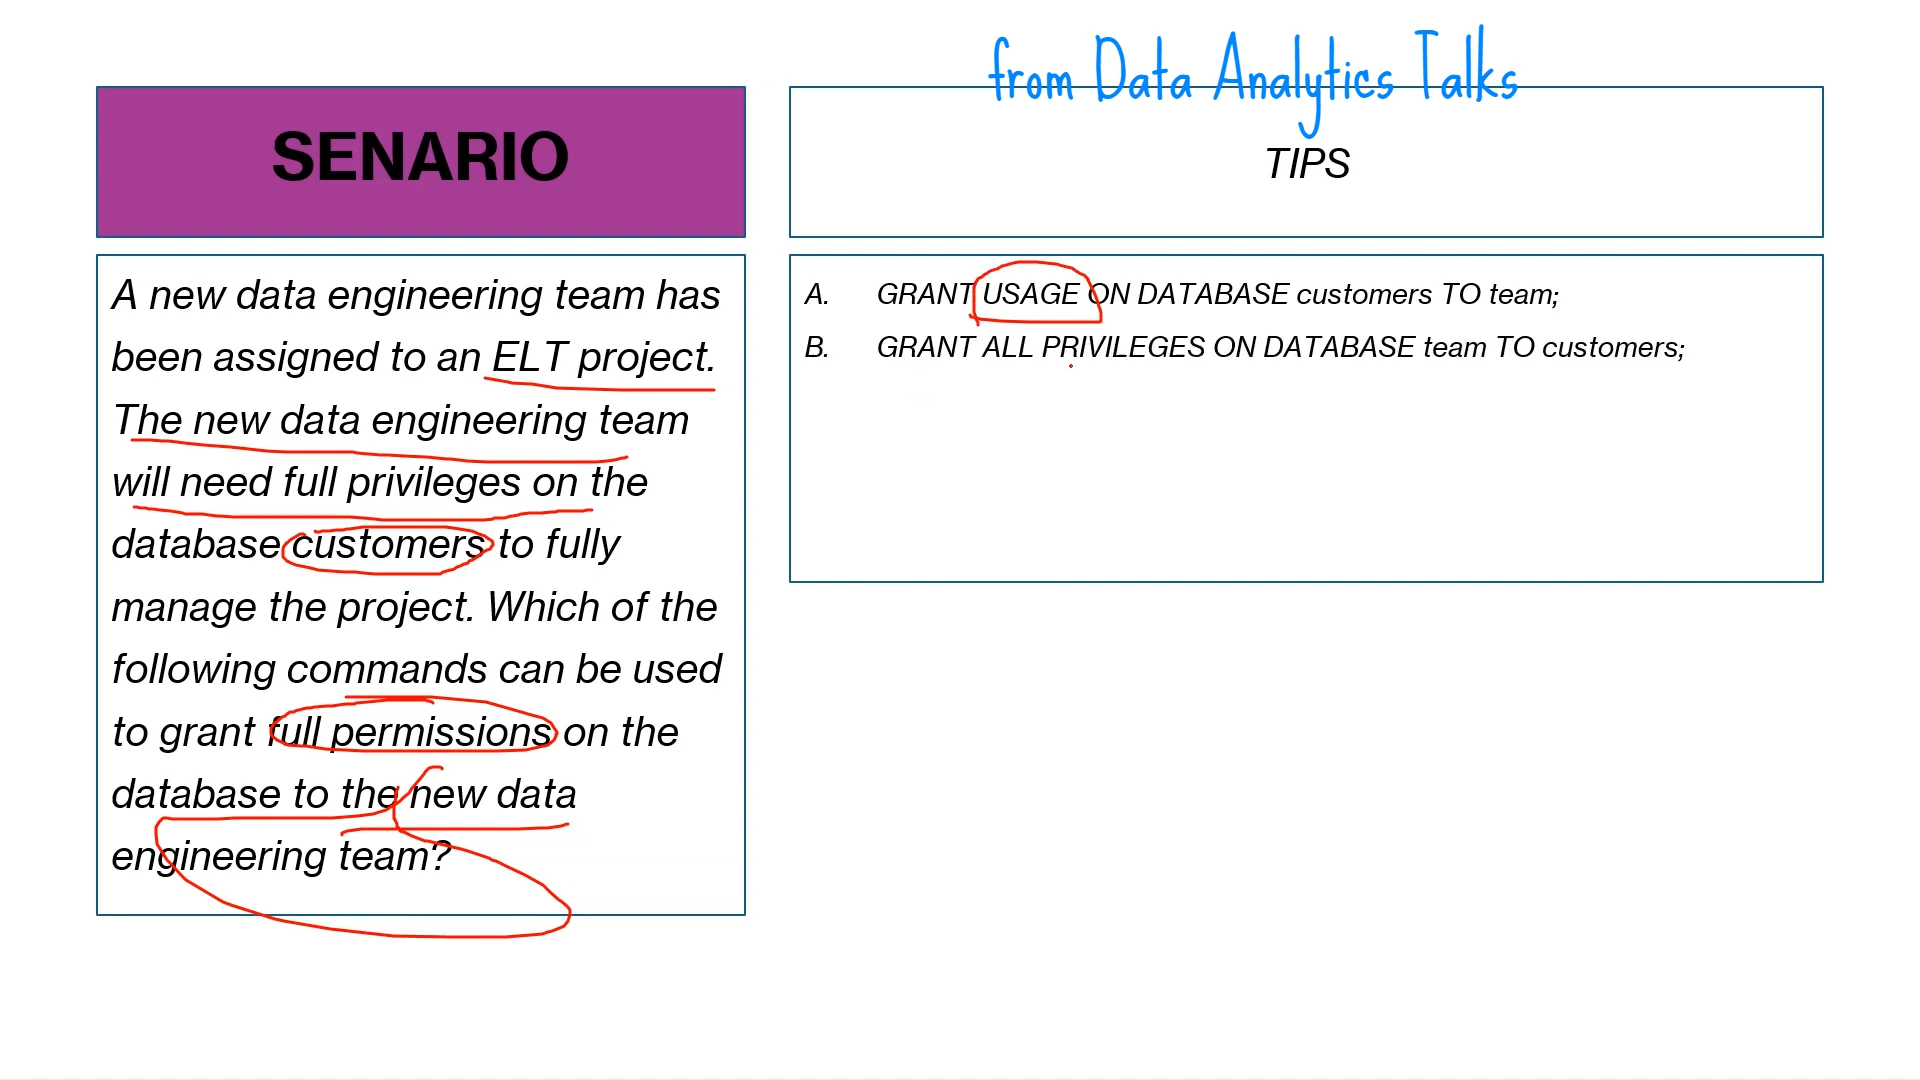 from Data Analytics Talks
SENARIO
TIPS
A new data engineering team has
been assigned to an ELT project.
The new data engineering team
will need full privileges on the
database customers to fully
manage the project. Which of the
following commands can be used
to grant full permissions on the
database to the new data
engineering team?
A. GRANT USAGE ON DATABASE customers TO team;
B. GRANT ALL PRIVILEGES ON DATABASE team TO customers;